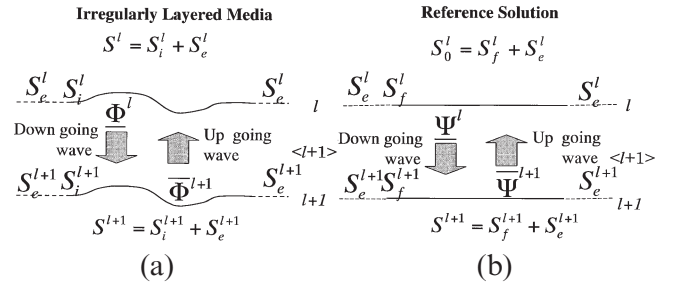 Irregularly Layered Media
S^l = S_i^l + S_e^l
S_e^l S_i^l S_e^l l
Φ^l
Down going wave
Up going wave
<l+1>
S_e^{l+1} S_i^{l+1} Φ^{l+1} S_e^{l+1} l+1
S^{l+1} = S_i^{l+1} + S_e^{l+1}
(a)
Reference Solution
S_0^l = S_f^l + S_e^l
S_e^l S_f^l S_e^l l
Ψ^l
Down going wave
Up going wave
<l+1>
S_e^{l+1} S_f^{l+1} Ψ^{l+1} S_e^{l+1} l+1
S^{l+1} = S_f^{l+1} + S_e^{l+1}
(b)